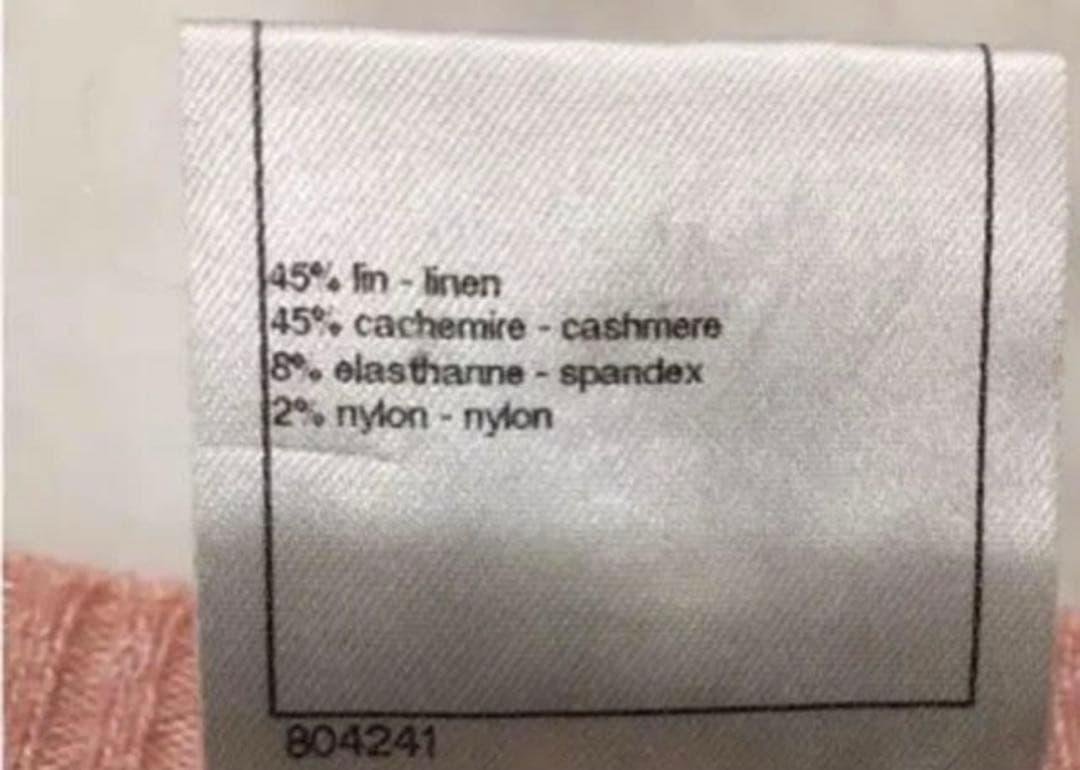 45% lin - linen
45% cachemire - cashmere
8% elasthanne - spandex
2% nylon - nylon
804241